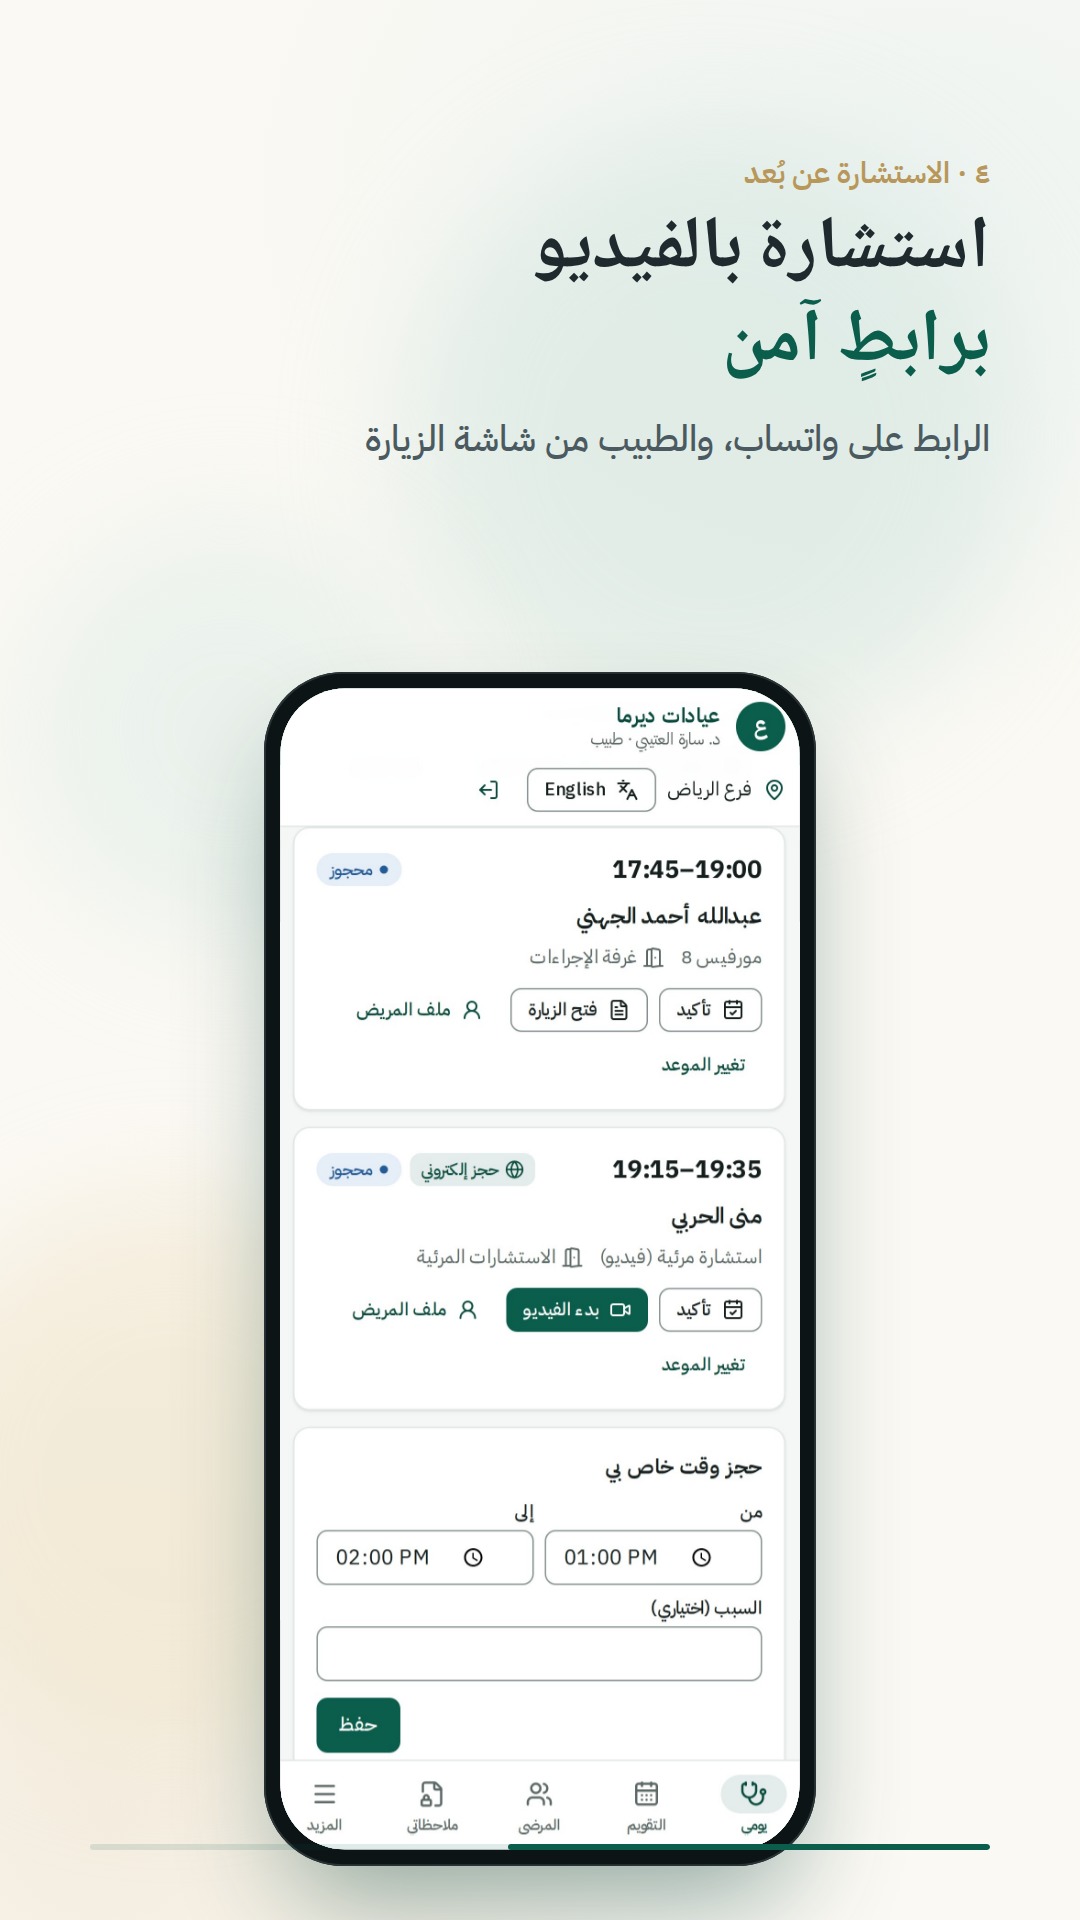 ٤ · الاستشارة عن بُعد
استشارة بالفيديو
برابطٍ آمن
الرابط على واتساب، والطبيب من شاشة الزيارة
ع
عيادات ديرما
د. سارة العتيبي · طبيب
فرع الرياض English
17:45–19:00 محجوز
عبدالله أحمد الجهني
مورفيس 8 غرفة الإجراءات
تأكيد فتح الزيارة ملف المريض
تغيير الموعد
19:15–19:35 حجز إلكتروني محجوز
منى الحربي
استشارة مرئية (فيديو) الاستشارات المرئية
تأكيد بدء الفيديو ملف المريض
تغيير الموعد
حجز وقت خاص بي
من إلى
01:00 PM 02:00 PM
السبب (اختياري)
حفظ
يومي التقويم المرضى ملاحظاتي المزيد